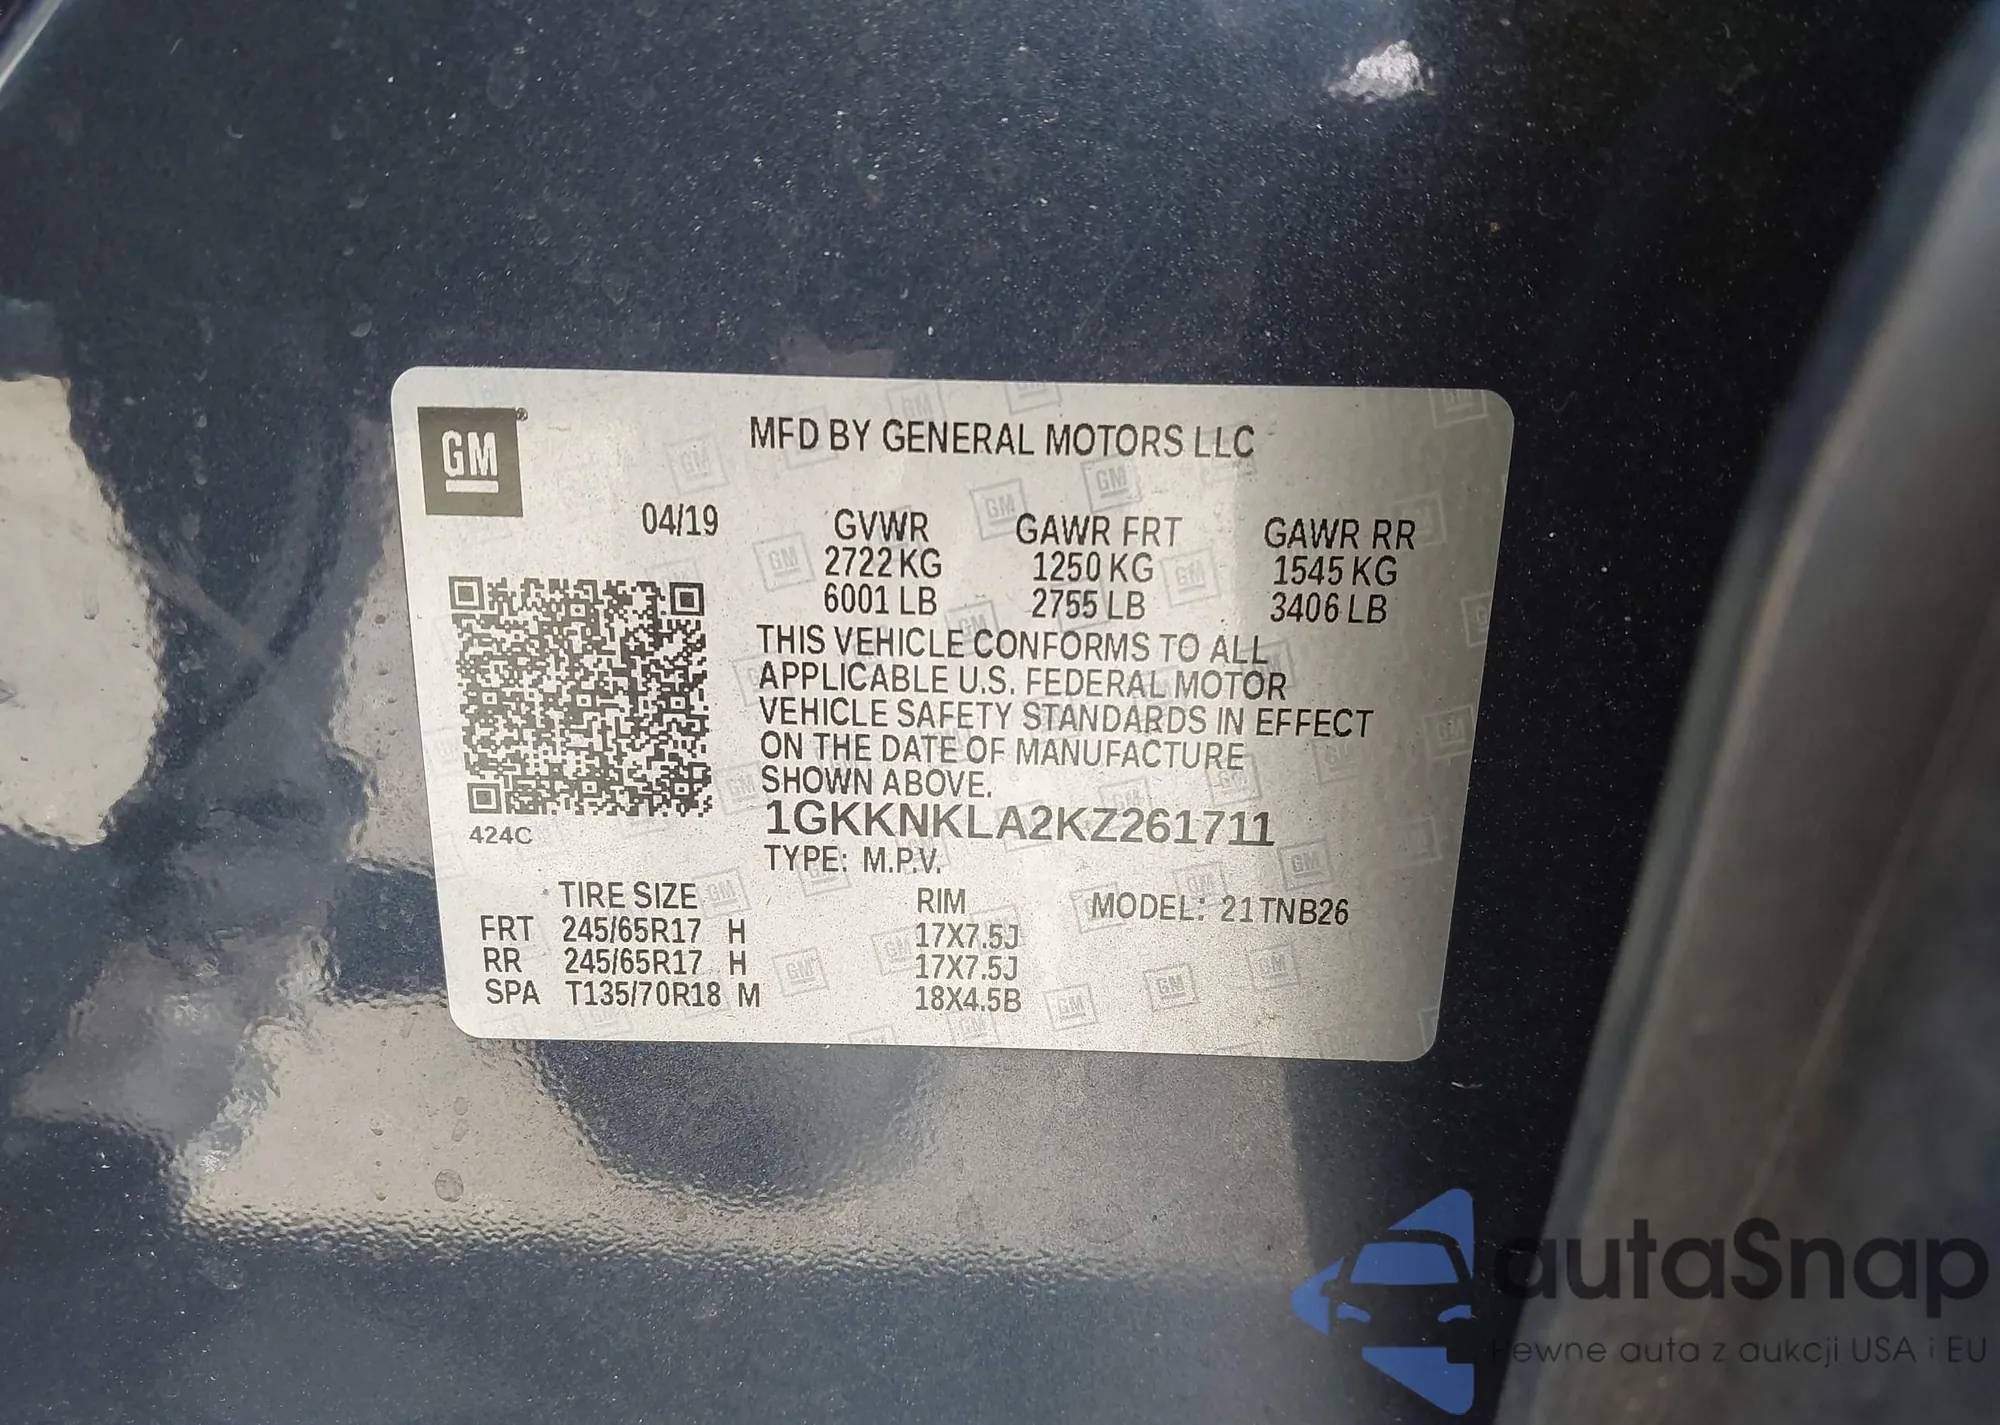 GM®
MFD BY GENERAL MOTORS LLC
04/19 GVWR GAWR FRT GAWR RR
2722 KG 1250 KG 1545 KG
6001 LB 2755 LB 3406 LB
THIS VEHICLE CONFORMS TO ALL
APPLICABLE U.S. FEDERAL MOTOR
VEHICLE SAFETY STANDARDS IN EFFECT
ON THE DATE OF MANUFACTURE
SHOWN ABOVE.
1GKKNKLA2KZ261711
424C
TYPE: M.P.V.
TIRE SIZE RIM MODEL: 21TNB26
FRT 245/65R17 H 17X7.5J
RR 245/65R17 H 17X7.5J
SPA T135/70R18 M 18X4.5B
autaSnap
Pewne auta z aukcji USA i EU